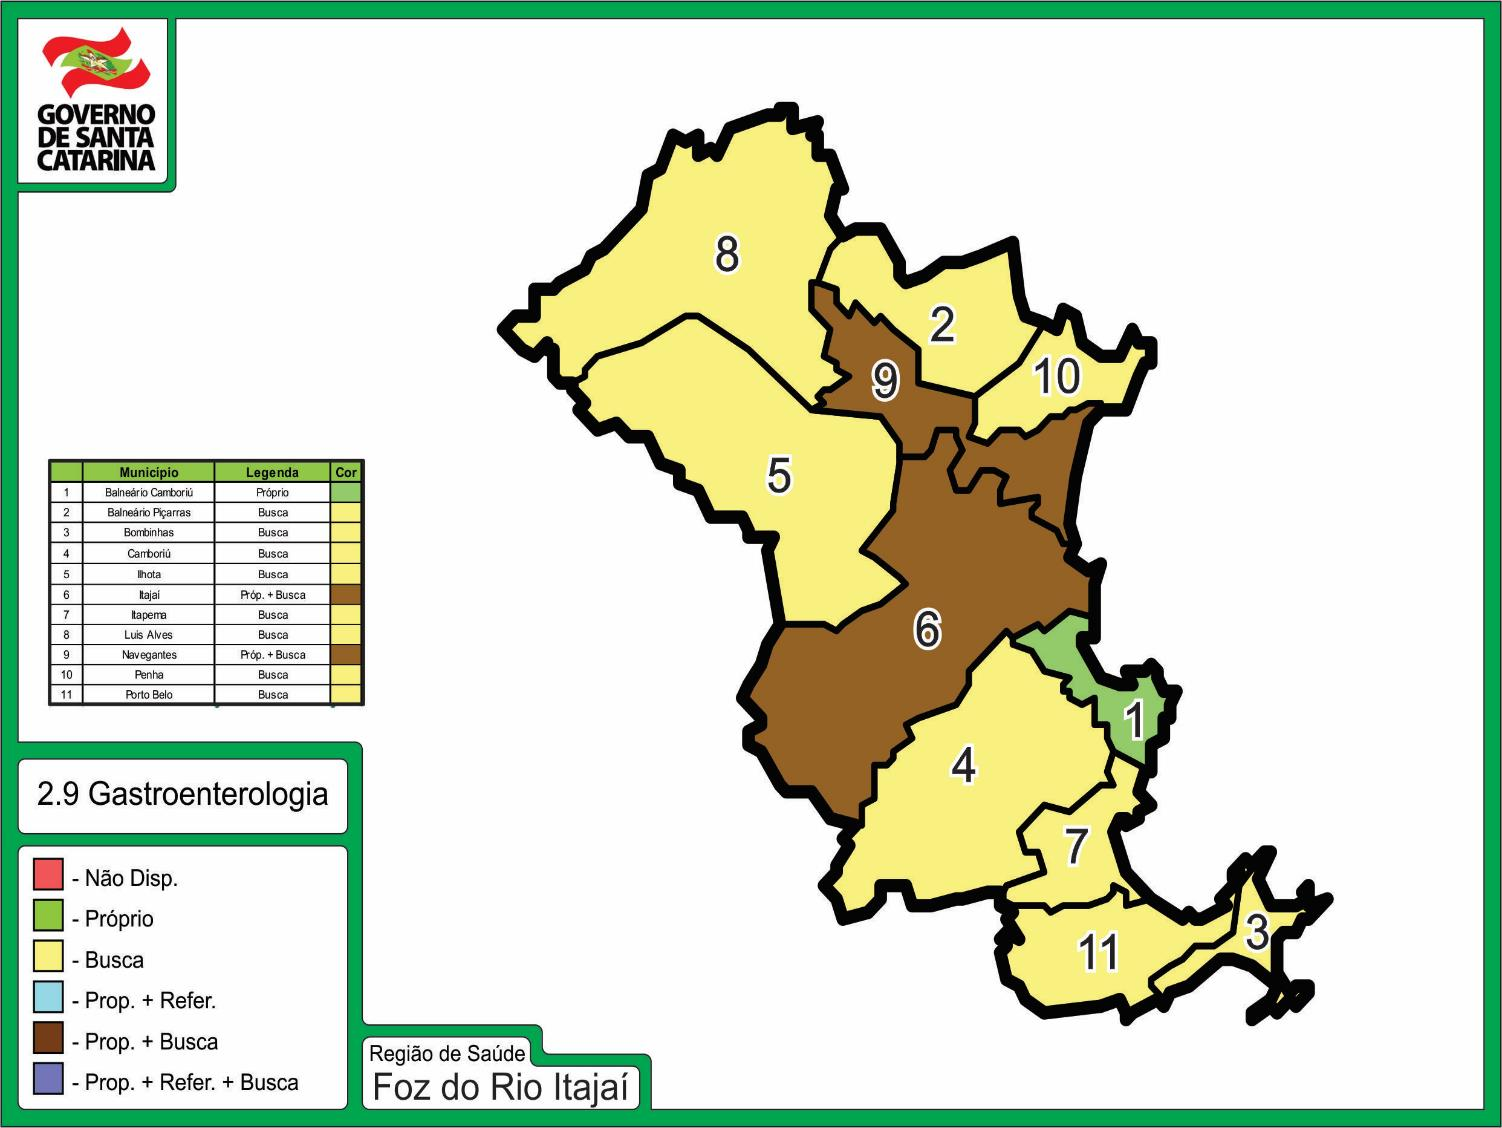 GOVERNO
DE SANTA
CATARINA
8
2
10
9
5
6
1
4
7
3
11
Município Legenda Cor
1 Balneário Camboriú Próprio
2 Balneário Piçarras Busca
3 Bombinhas Busca
4 Camboriú Busca
5 Ilhota Busca
6 Itajaí Próp. + Busca
7 Itapema Busca
8 Luis Alves Busca
9 Navegantes Próp. + Busca
10 Penha Busca
11 Porto Belo Busca
2.9 Gastroenterologia
- Não Disp.
- Próprio
- Busca
- Prop. + Refer.
- Prop. + Busca
- Prop. + Refer. + Busca
Região de Saúde
Foz do Rio Itajaí